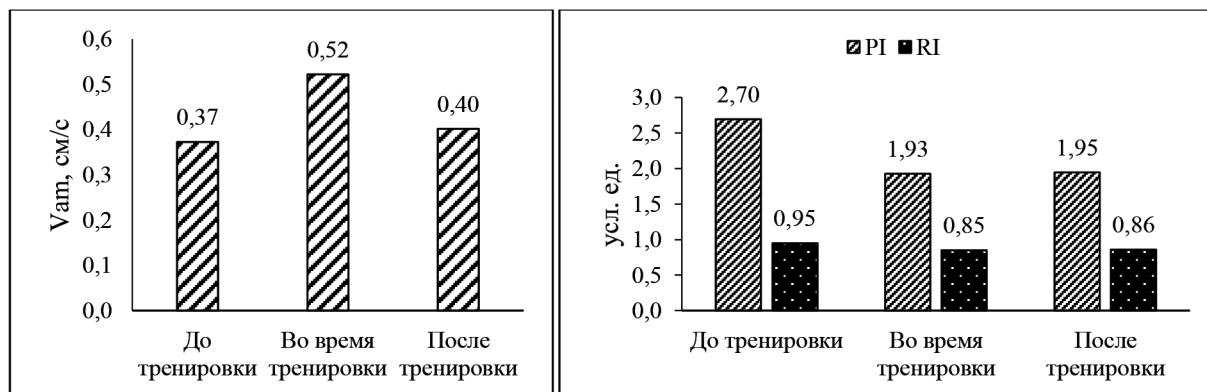 Vam, см/с
0,6
0,5
0,4
0,3
0,2
0,1
0,0
0,37
0,52
0,40
До
тренировки
Во время
тренировки
После
тренировки
PI RI
усл. ед.
3,0
2,5
2,0
1,5
1,0
0,5
0,0
2,70
0,95
1,93
0,85
1,95
0,86
До тренировки
Во время
тренировки
После
тренировки